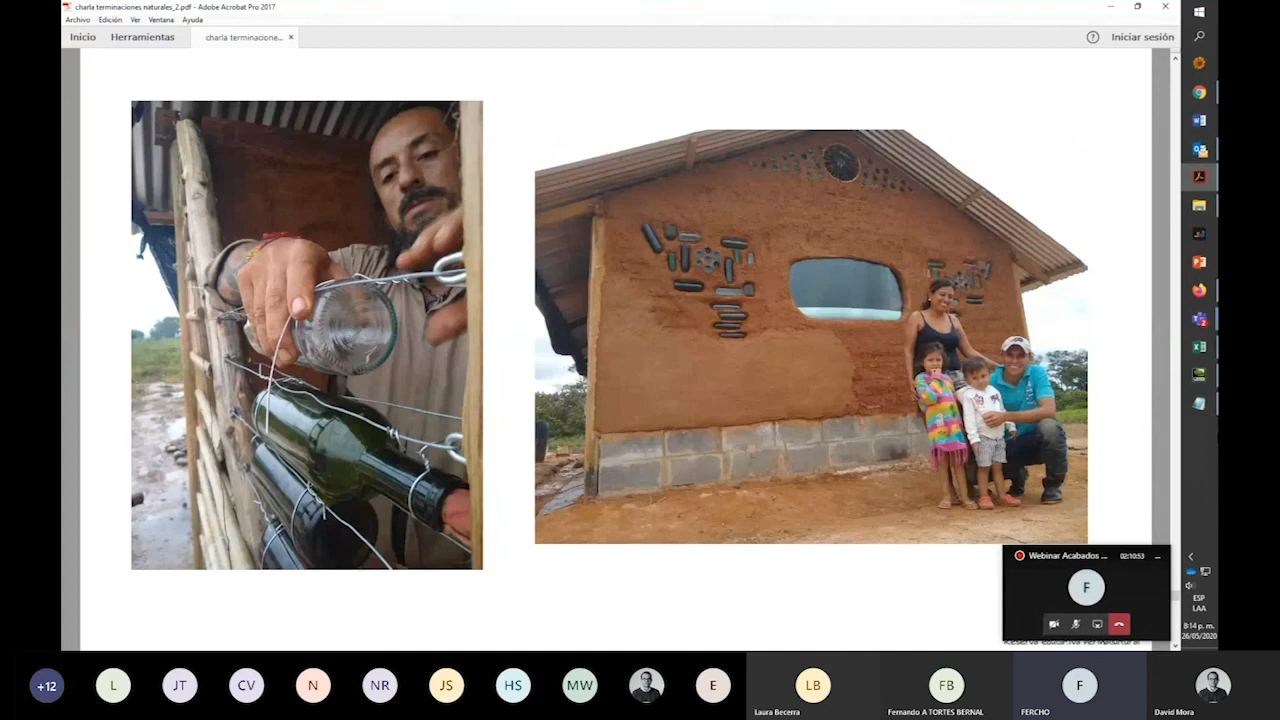 charla terminaciones naturales_2.pdf - Adobe Acrobat Pro 2017
Archivo Edición Ver Ventana Ayuda
Inicio Herramientas charla terminacione... × Iniciar sesión
Webinar Acabados ... 02:10:53
F
ESP
LAA
8:14 p. m.
26/05/2020
+12 L JT CV N NR JS HS MW E LB FB F
Laura Becerra Fernando A TORTES BERNAL FERCHO David Mora